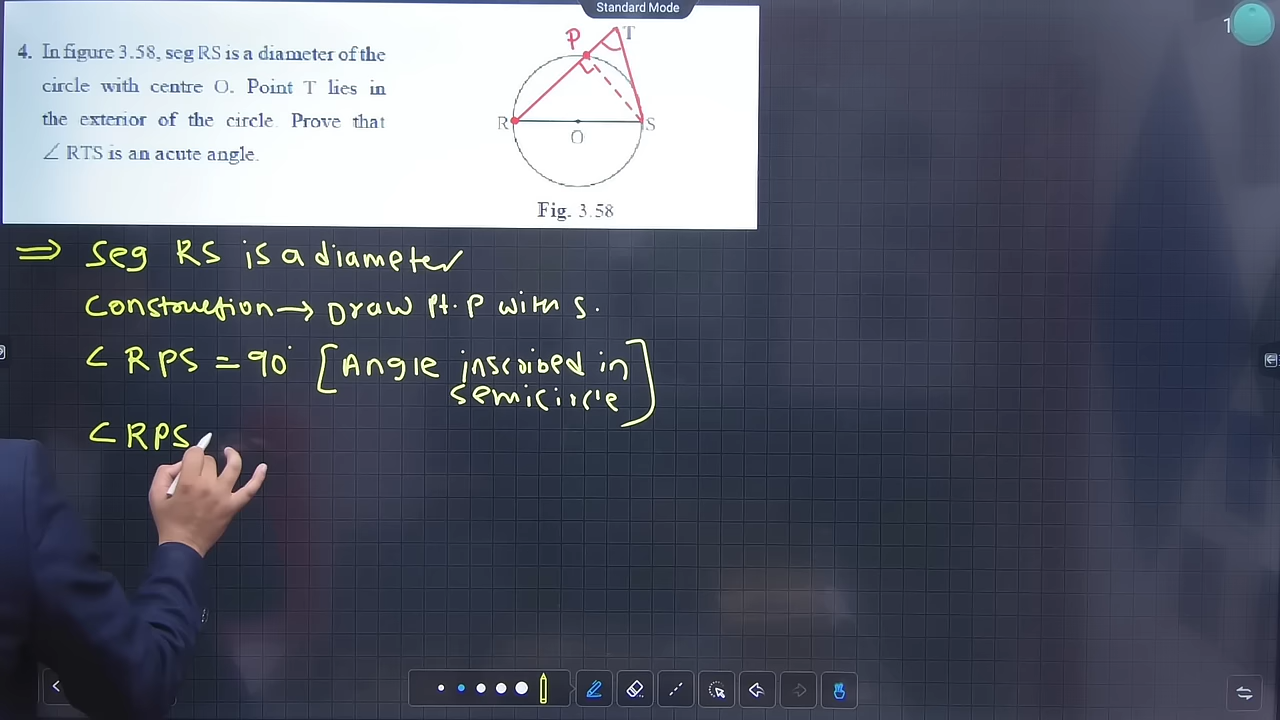 Standard Mode
4. In figure 3.58, seg RS is a diameter of the
circle with centre O. Point T lies in
the exterior of the circle. Prove that
∠ RTS is an acute angle.
P T
R S
O
Fig. 3.58
1
⇒ Seg RS is a diameter
Construction → Draw Pt. P with S.
∠ RPS = 90° [Angle inscribed in
semicircle]
∠ RPS